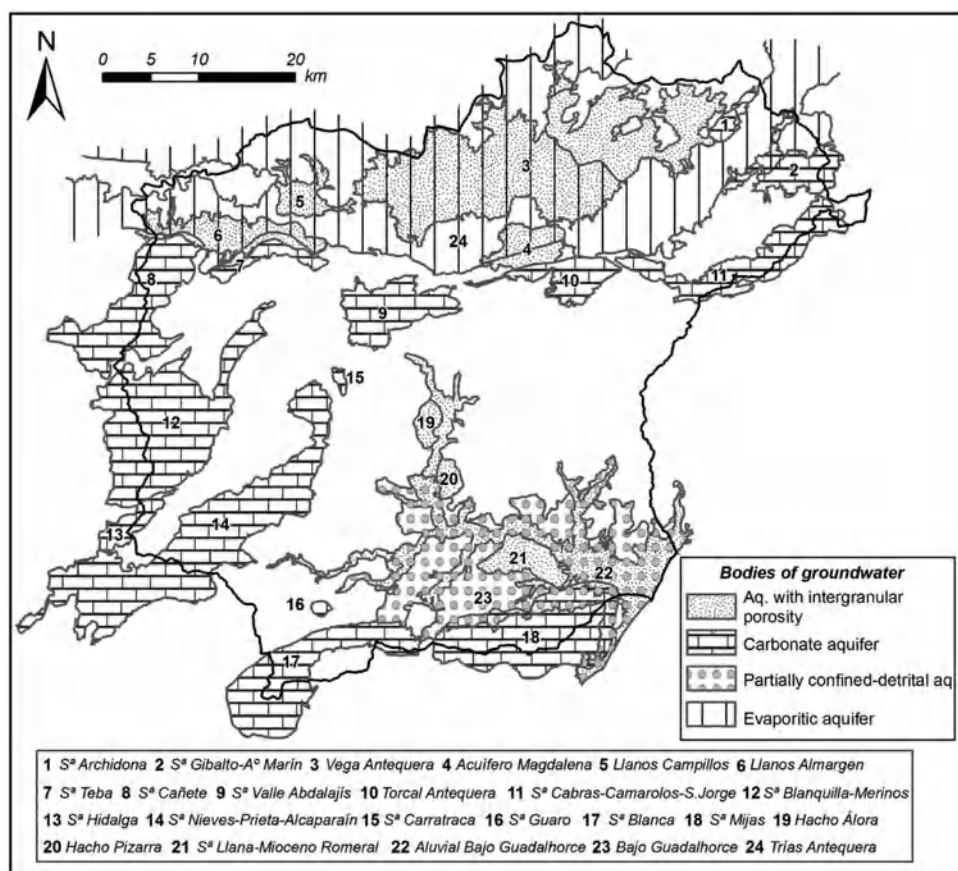 N
0 5 10 20
km
1
2
3
5
6
24
4
7
8
11
10
9
15
12
19
20
14
13
21
22
23
16
18
17
Bodies of groundwater
Aq. with intergranular
porosity
Carbonate aquifer
Partially confined-detrital aq.
Evaporitic aquifer
1 Sª Archidona 2 Sª Gibalto-Aº Marín 3 Vega Antequera 4 Acuífero Magdalena 5 Llanos Campillos 6 Llanos Almargen
7 Sª Teba 8 Sª Cañete 9 Sª Valle Abdalajís 10 Torcal Antequera 11 Sª Cabras-Camarolos-S.Jorge 12 Sª Blanquilla-Merinos
13 Sª Hidalga 14 Sª Nieves-Prieta-Alcaparaín 15 Sª Carratraca 16 Sª Guaro 17 Sª Blanca 18 Sª Mijas 19 Hacho Álora
20 Hacho Pizarra 21 Sª Llana-Mioceno Romeral 22 Aluvial Bajo Guadalhorce 23 Bajo Guadalhorce 24 Trías Antequera